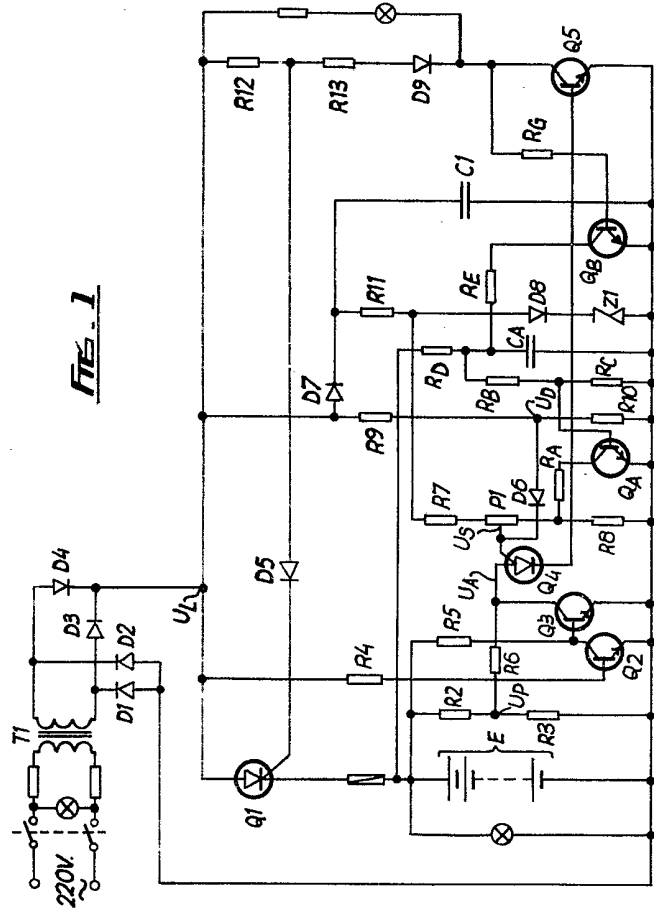 FIG. 1
220V.
~
T1
D4
D3
D2
D1
UL
Q1
D5
R4
R12
R13
D9
Q5
RG
C1
QB
RE
R11
D7
R9
RD
CA
D8
Z1
RB
RC
R10
UD
D6
RA
QA
R7
P1
US
UA
Q4
R8
R5
R6
Q3
Q2
R2
UP
R3
E